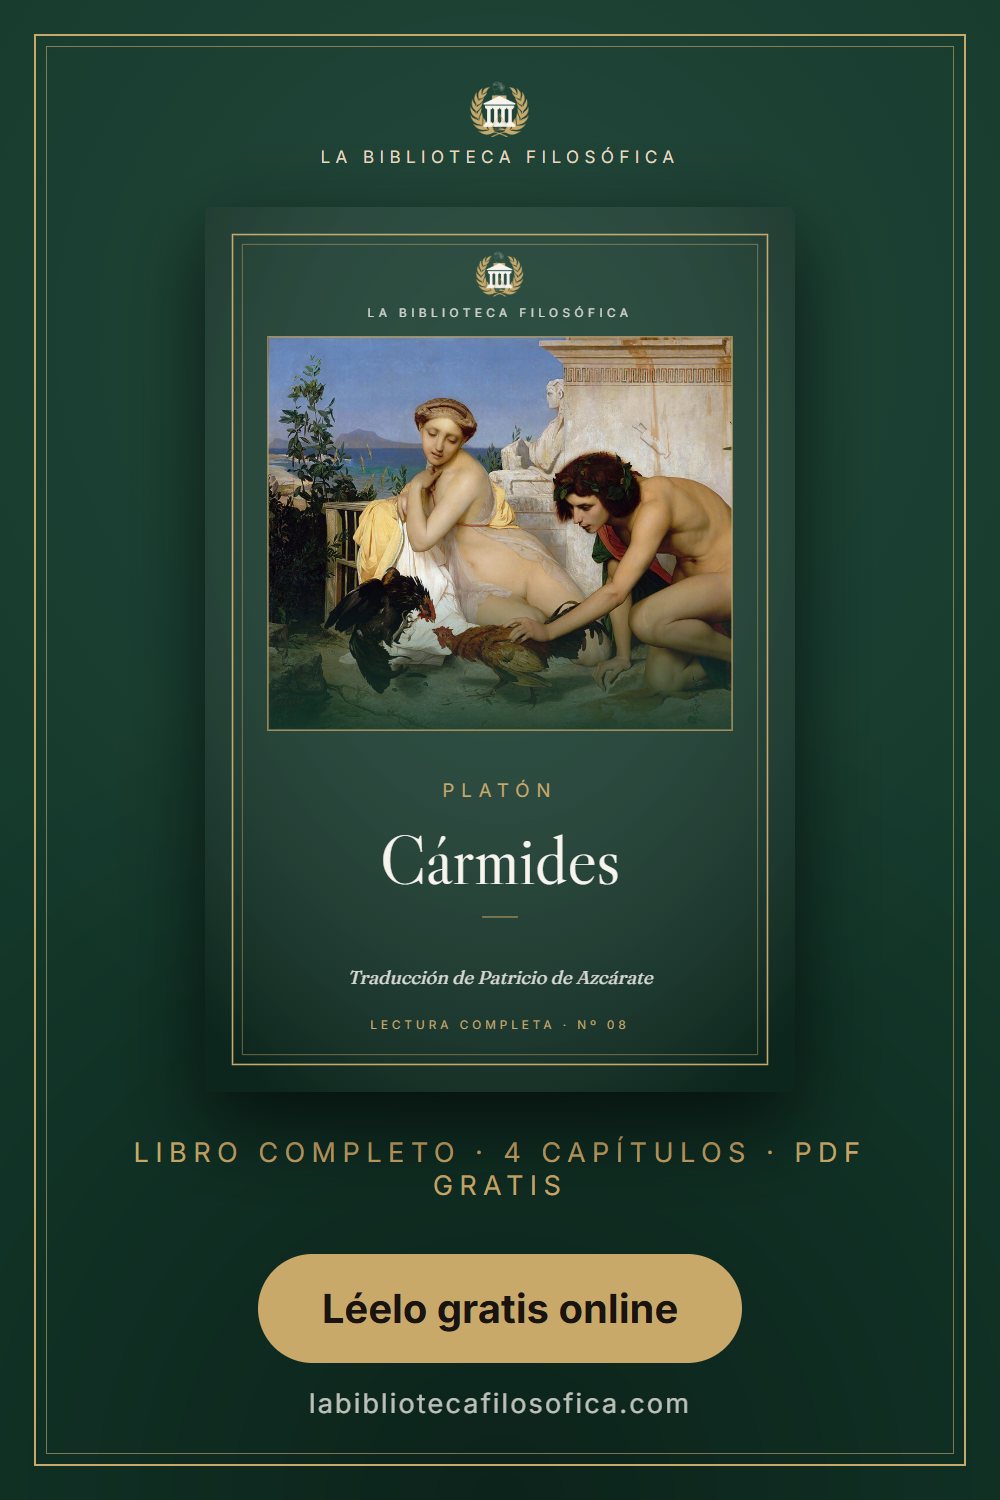 LA BIBLIOTECA FILOSÓFICA
LA BIBLIOTECA FILOSÓFICA
PLATÓN
Cármides
Traducción de Patricio de Azcárate
LECTURA COMPLETA · Nº 08
LIBRO COMPLETO · 4 CAPÍTULOS · PDF
GRATIS
Léelo gratis online
labibliotecafilosofica.com